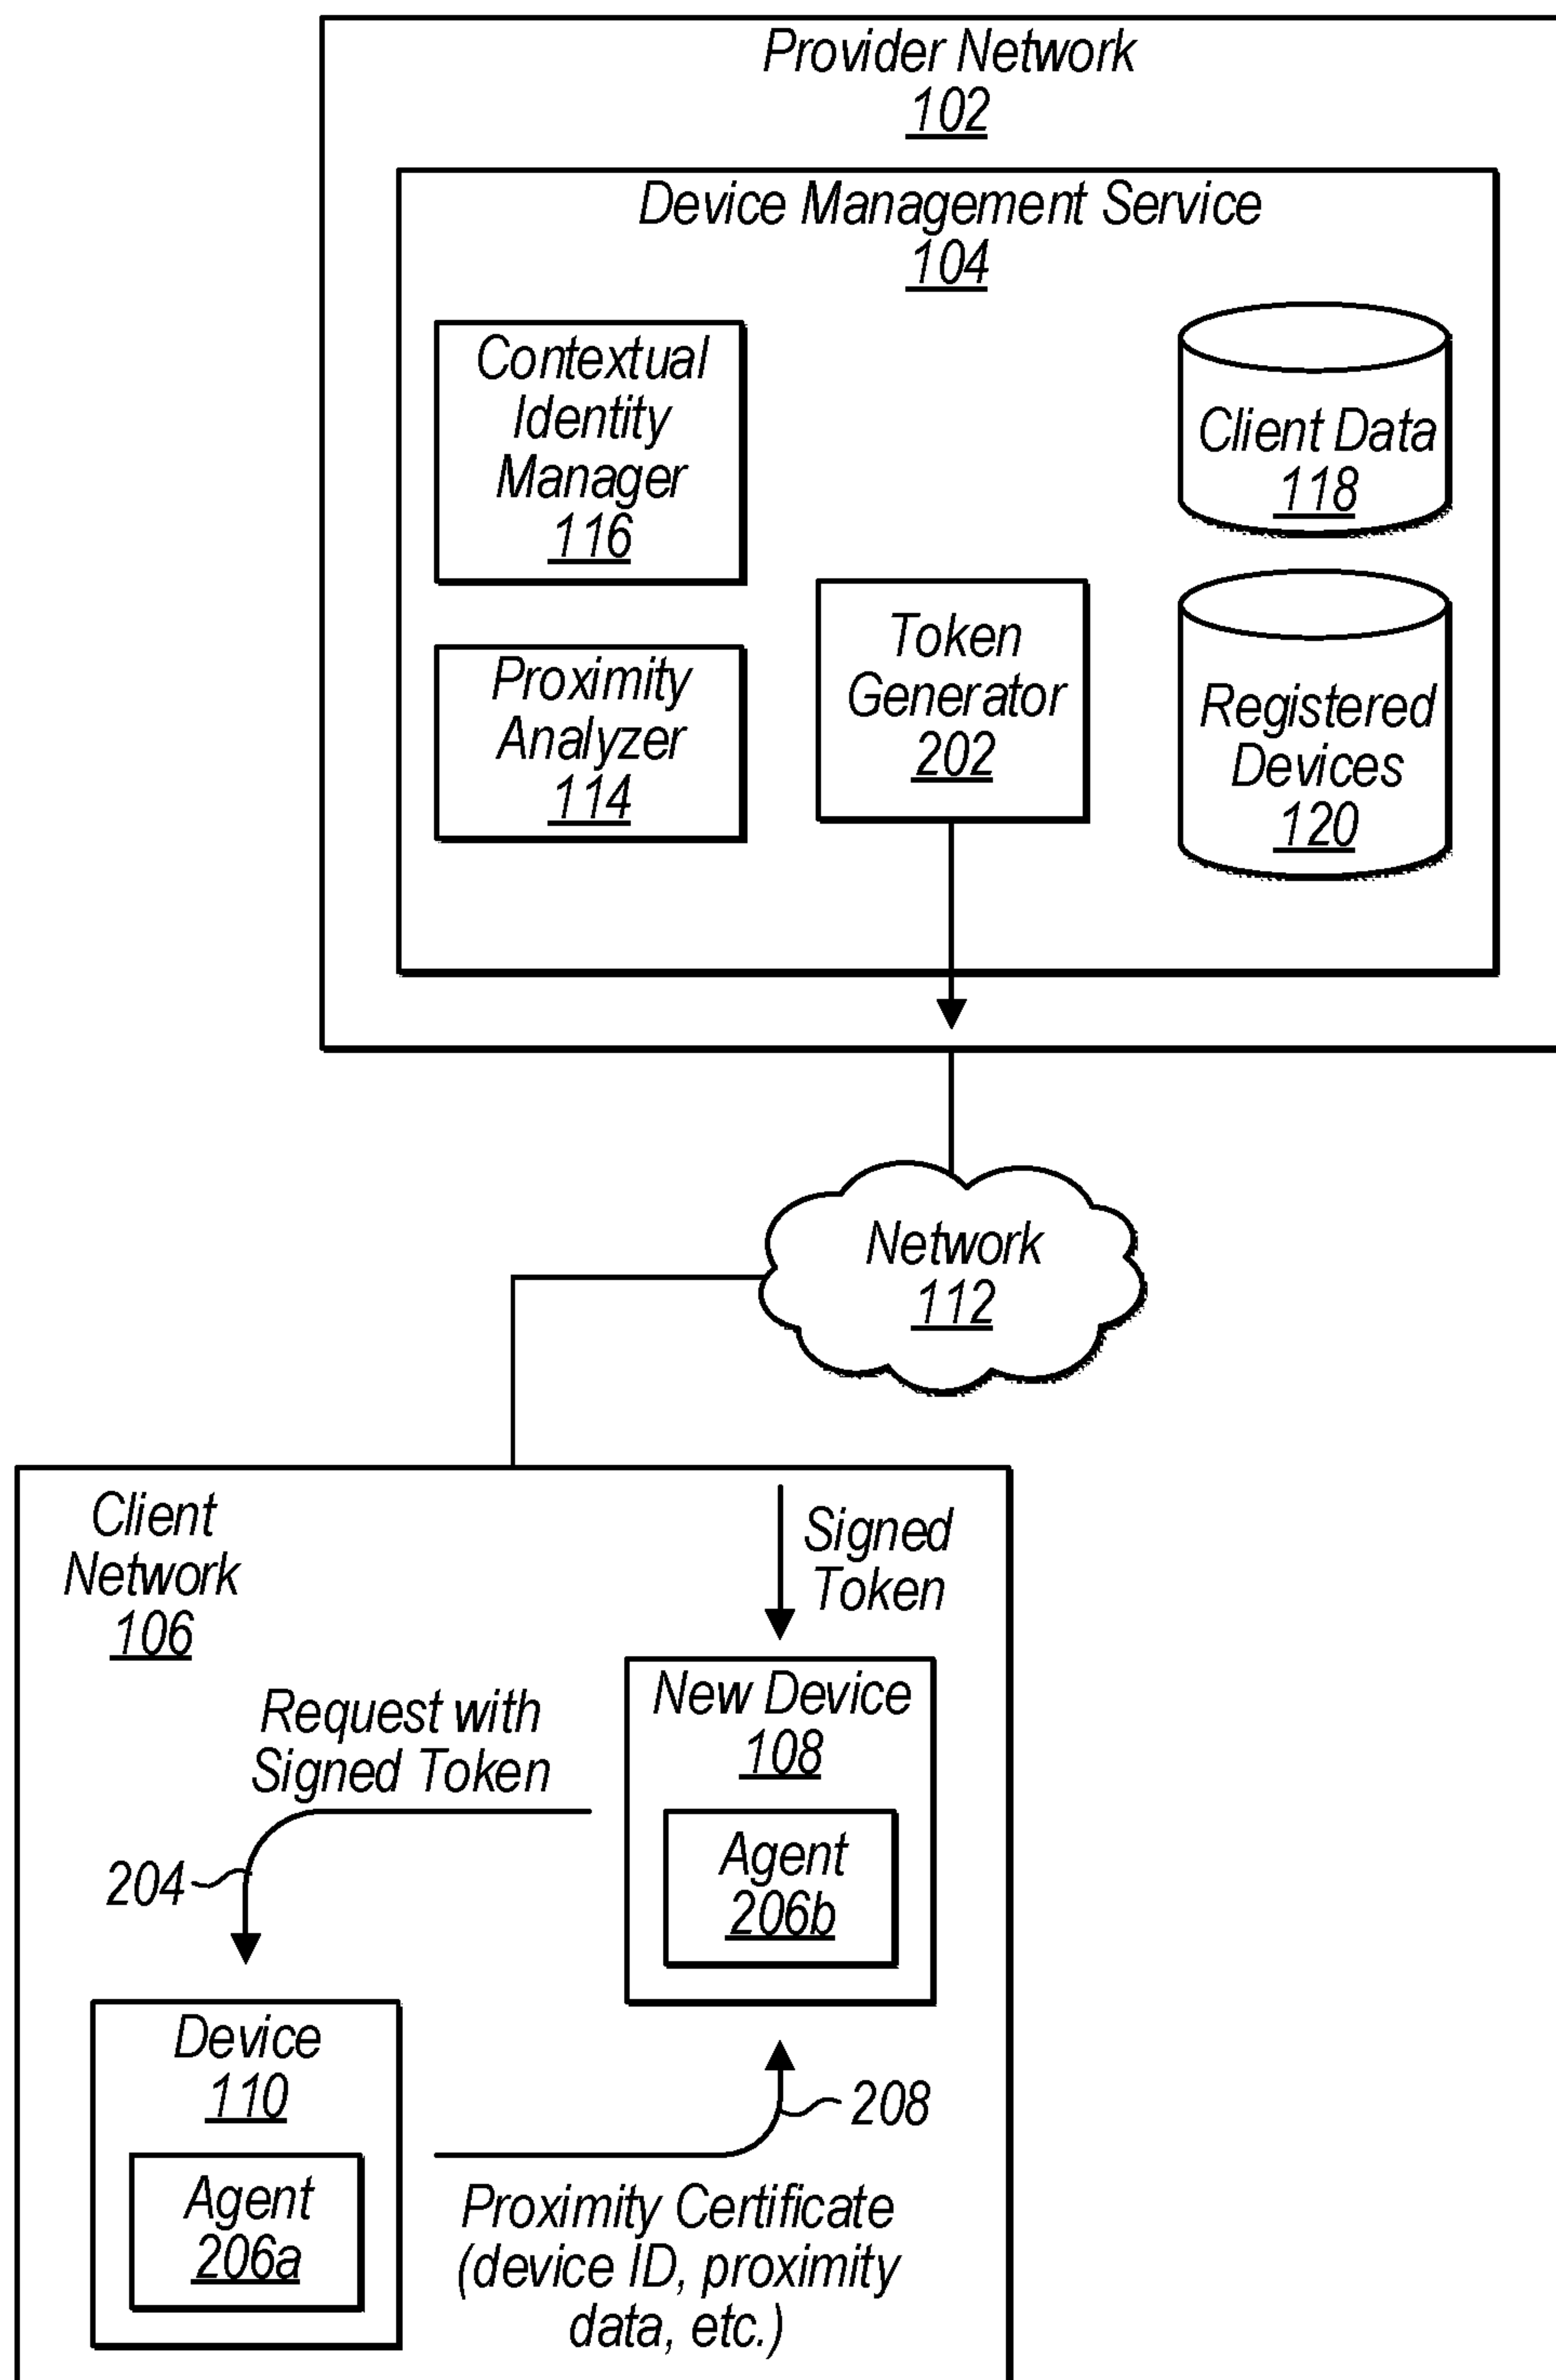 Provider Network
102
Device Management Service
104
Contextual
Identity
Manager
116
Client Data
118
Proximity
Analyzer
114
Token
Generator
202
Registered
Devices
120
Network
112
Client
Network
106
Signed
Token
New Device
108
Agent
206b
Request with
Signed Token
204
Device
110
Agent
206a
208
Proximity Certificate
(device ID, proximity
data, etc.)